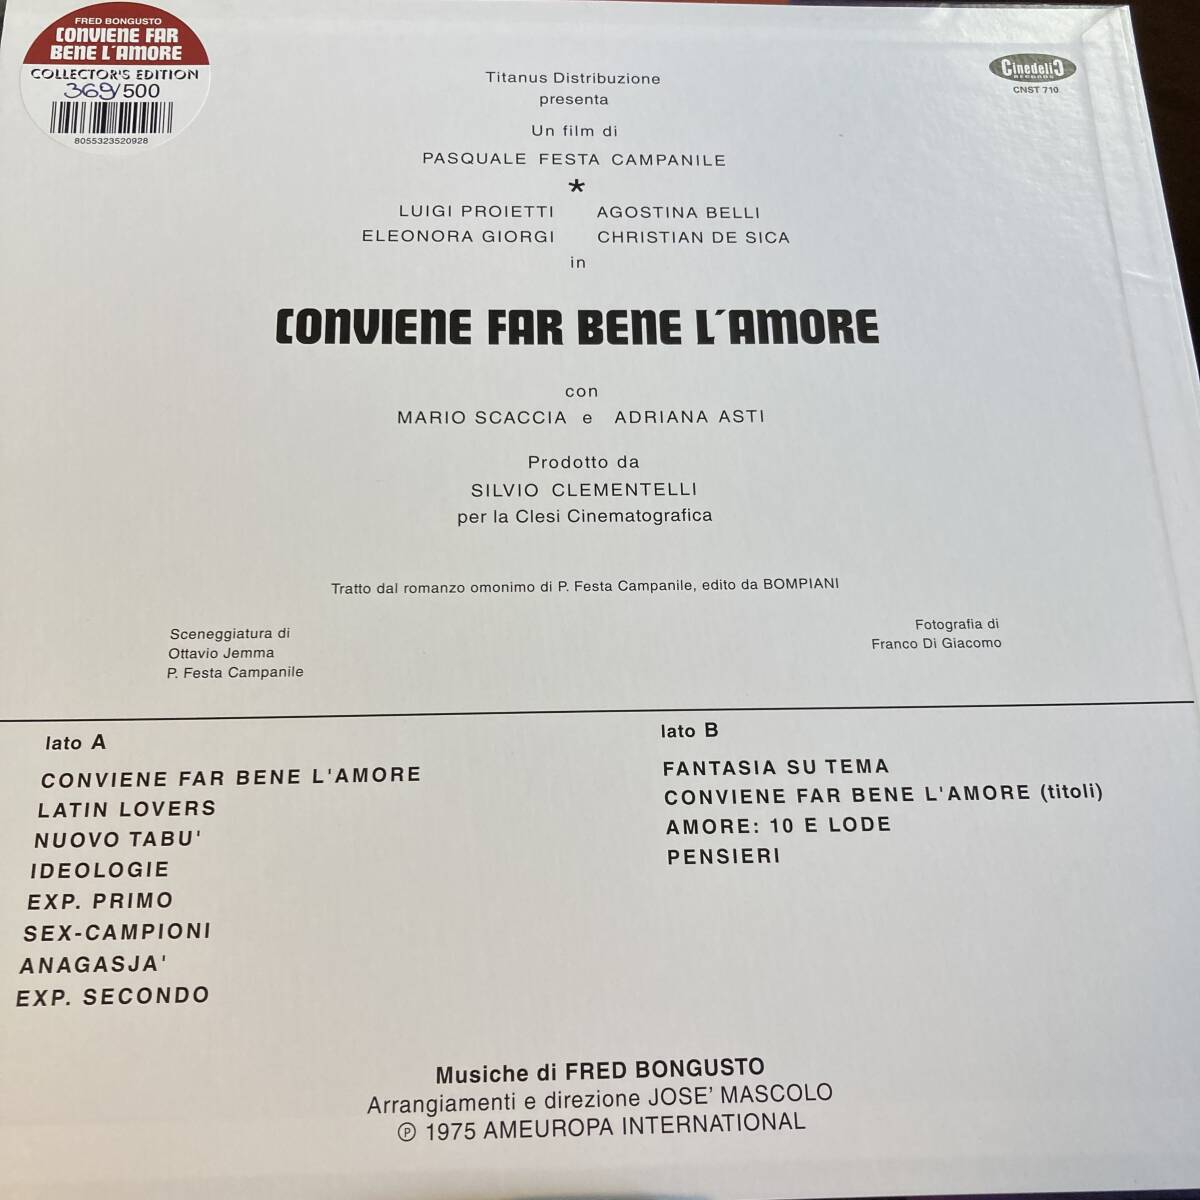 FRED BONGUSTO
CONVIENE FAR
BENE L'AMORE
COLLECTOR'S EDITION
369/500
8055323520928
CinedeliC
RECORDS
CNST 710
Titanus Distribuzione
presenta
Un film di
PASQUALE FESTA CAMPANILE
*
LUIGI PROIETTI AGOSTINA BELLI
ELEONORA GIORGI CHRISTIAN DE SICA
in
CONVIENE FAR BENE L'AMORE
con
MARIO SCACCIA e ADRIANA ASTI
Prodotto da
SILVIO CLEMENTELLI
per la Clesi Cinematografica
Tratto dal romanzo omonimo di P. Festa Campanile, edito da BOMPIANI
Sceneggiatura di
Ottavio Jemma
P. Festa Campanile
Fotografia di
Franco Di Giacomo
lato A
CONVIENE FAR BENE L'AMORE
LATIN LOVERS
NUOVO TABU'
IDEOLOGIE
EXP. PRIMO
SEX-CAMPIONI
ANAGASJA'
EXP. SECONDO
lato B
FANTASIA SU TEMA
CONVIENE FAR BENE L'AMORE (titoli)
AMORE: 10 E LODE
PENSIERI
Musiche di FRED BONGUSTO
Arrangiamenti e direzione JOSE' MASCOLO
℗ 1975 AMEUROPA INTERNATIONAL